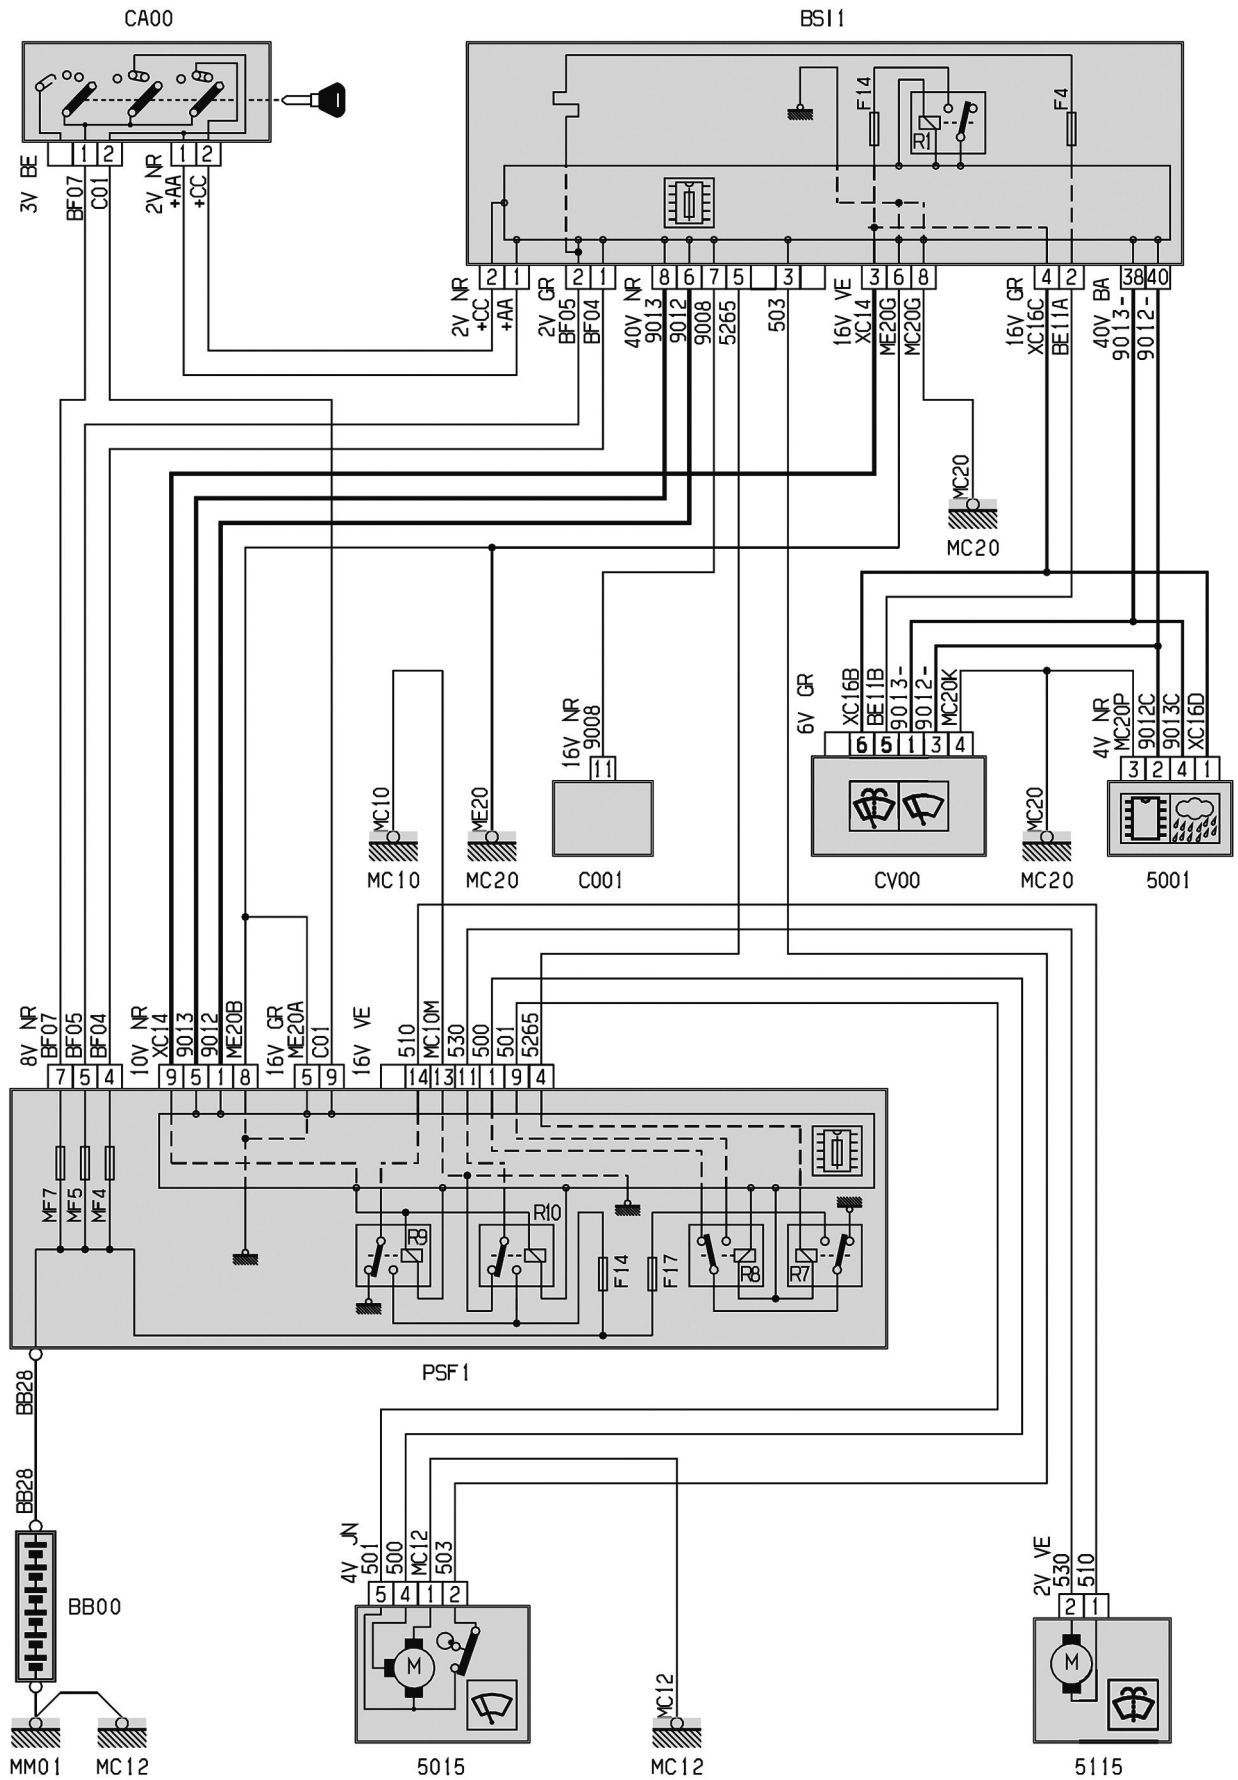 CA00
BSI1
F14
R1
F4
1 2
1 2
3V BE
BF07
C01
2V NR
+AA
+CC
2 1
2 1
8 6 7 5
3
3 6 8
4 2
38 40
2V NR
+CC
+AA
2V GR
BF05
BF04
40V NR
9013
9012
9008
5265
503
16V VE
XC14
ME20G
MC20G
16V GR
XC16C
BE11A
40V BA
9013-
9012-
MC20
MC20
6V GR
XC16B
BE11B
9013-
9012-
MC20K
4V NR
MC20P
9012C
9013C
XC16D
6 5 1 3 4
3 2 4 1
16V NR
9008
11
MC10
ME20
MC20
MC10
MC20
C001
CV00
MC20
5001
8V NR
BF07
BF05
BF04
10V NR
XC14
9013
9012
ME20B
16V GR
ME20A
C01
16V VE
510
MC10M
530
500
501
5265
7 5 4
9 5 1 8
5 9
14 13 11 1 9 4
MF7
MF5
MF4
R9
R10
F14
F17
R8
R7
PSF1
BB28
BB28
BB00
MM01
MC12
4V JN
501
500
MC12
503
5 4 1 2
M
5015
MC12
MC12
2V VE
530
510
2 1
M
5115